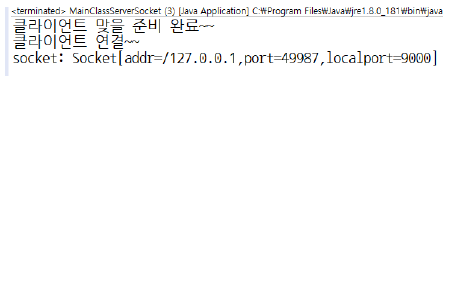 <terminated> MainClassServerSocket (3) [Java Application] C:₩Program Files₩Java₩jre1.8.0_181₩bin₩java
클라이언트 맞을 준비 완료~~
클라이언트 연결~~
socket: Socket[addr=/127.0.0.1,port=49987,localport=9000]